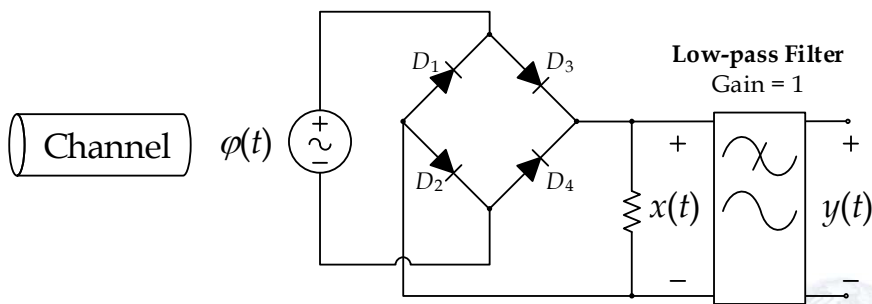 Low-pass Filter
Gain = 1
D1
D3
Channel
φ(t)
+
−
D2
D4
+
x(t)
−
+
y(t)
−